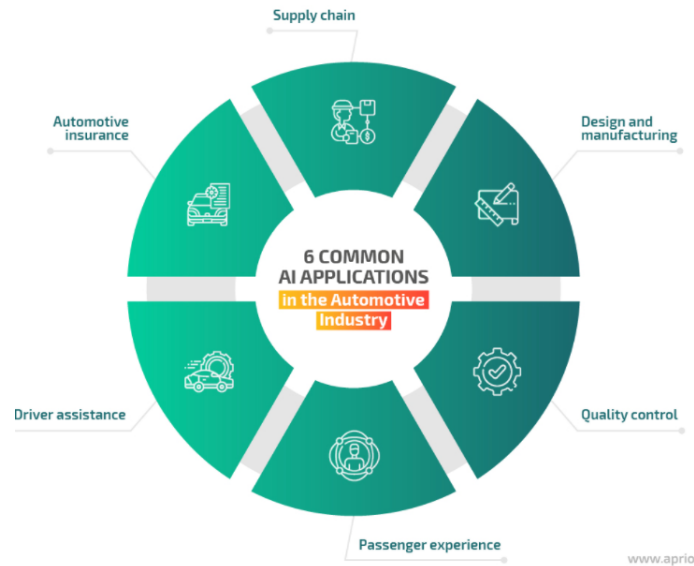 Supply chain
Automotive
insurance
Design and
manufacturing
6 COMMON
AI APPLICATIONS
in the Automotive
Industry
Driver assistance
Quality control
Passenger experience
www.aprio